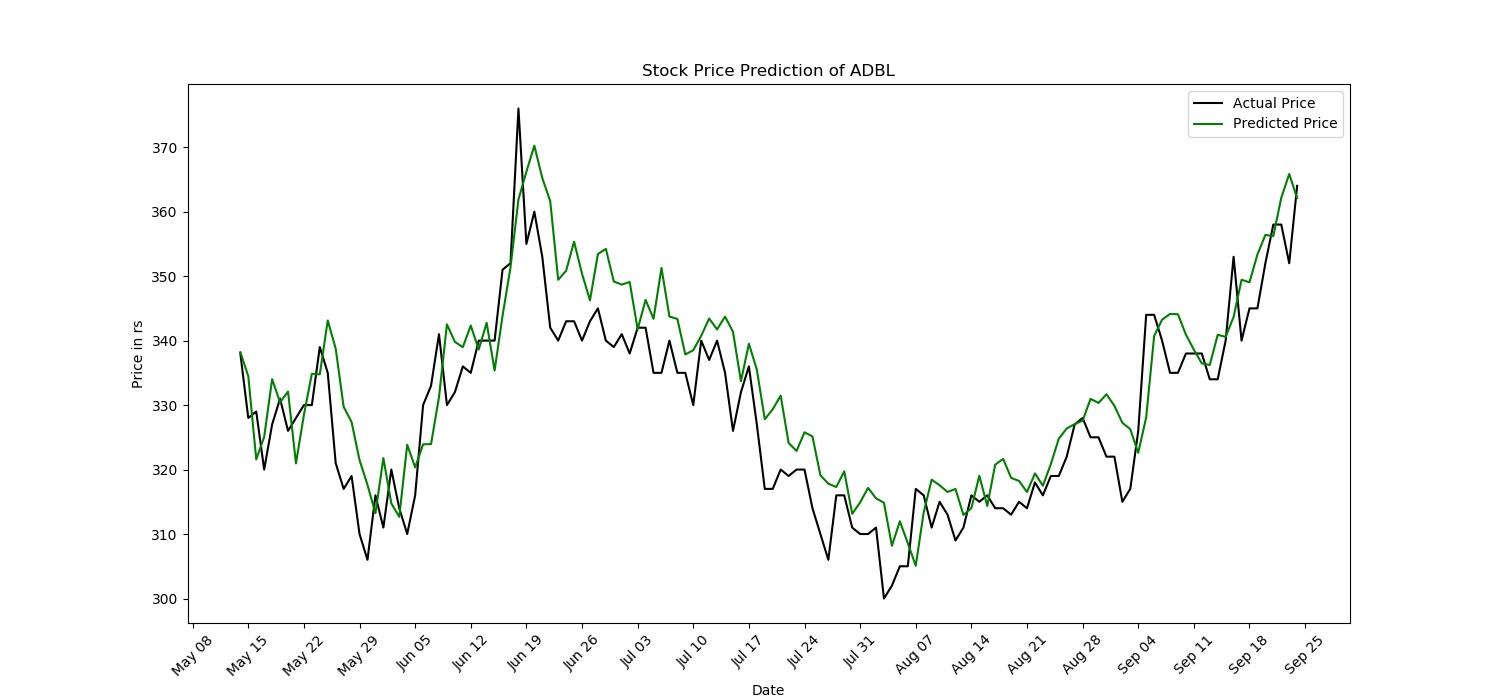 Stock Price Prediction of ADBL
Actual Price
Predicted Price
Price in rs
370
360
350
340
330
320
310
300
May 08
May 15
May 22
May 29
Jun 05
Jun 12
Jun 19
Jun 26
Jul 03
Jul 10
Jul 17
Jul 24
Jul 31
Aug 07
Aug 14
Aug 21
Aug 28
Sep 04
Sep 11
Sep 18
Sep 25
Date